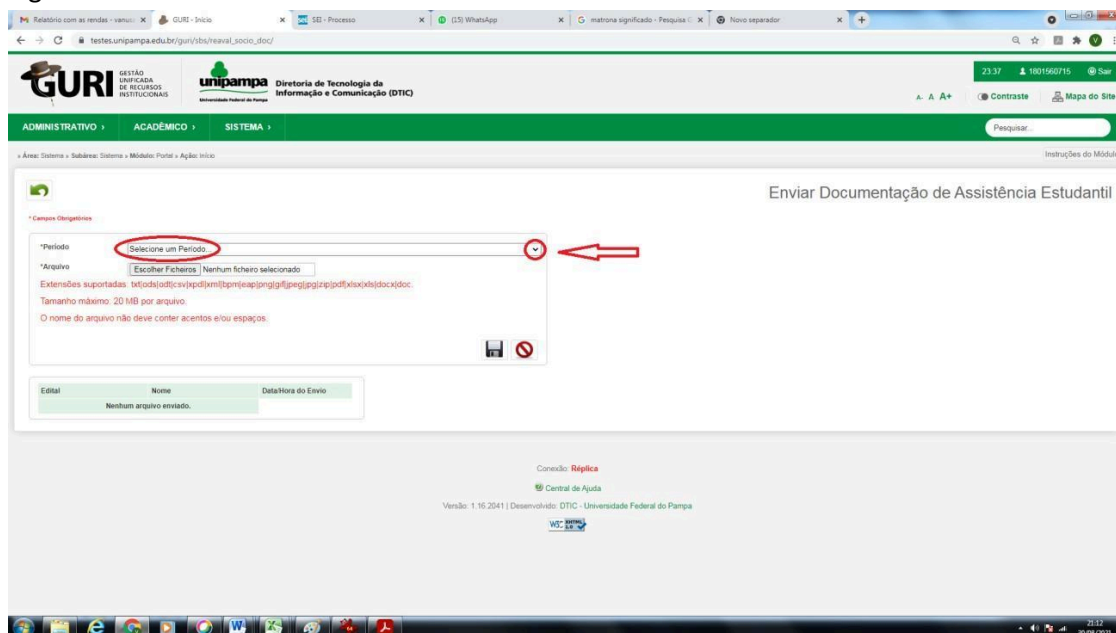 Relatório com as rendas - vanus
GURI - Início
SEI - Processo
(15) WhatsApp
matrona significado - Pesquisa
Novo separador
testes.unipampa.edu.br/guri/sbs/reaval_socio_doc/
GURI
GESTÃO
UNIFICADA
DE RECURSOS
INSTITUCIONAIS
unipampa
Universidade Federal do Pampa
Diretoria de Tecnologia da
Informação e Comunicação (DTIC)
23:37 1801560715 Sair
A- A A+ Contraste Mapa do Site
ADMINISTRATIVO › ACADÊMICO › SISTEMA ›
Pesquisar...
» Área: Sistema » Subárea: Sistema » Módulo: Portal » Ação: Início
Instruções do Módulo
Enviar Documentação de Assistência Estudantil
* Campos Obrigatórios
*Período Selecione um Período...
*Arquivo Escolher Ficheiros Nenhum ficheiro selecionado
Extensões suportadas: txt|ods|odt|csv|xpdl|xml|bpm|eap|png|gif|jpeg|jpg|zip|pdf|xlsx|xls|docx|doc.
Tamanho máximo: 20 MB por arquivo.
O nome do arquivo não deve conter acentos e/ou espaços.
Edital Nome Data/Hora do Envio
Nenhum arquivo enviado.
Conexão: Réplica
Central de Ajuda
Versão: 1.16.2041 | Desenvolvido: DTIC - Universidade Federal do Pampa
W3C XHTML 1.0
21:12